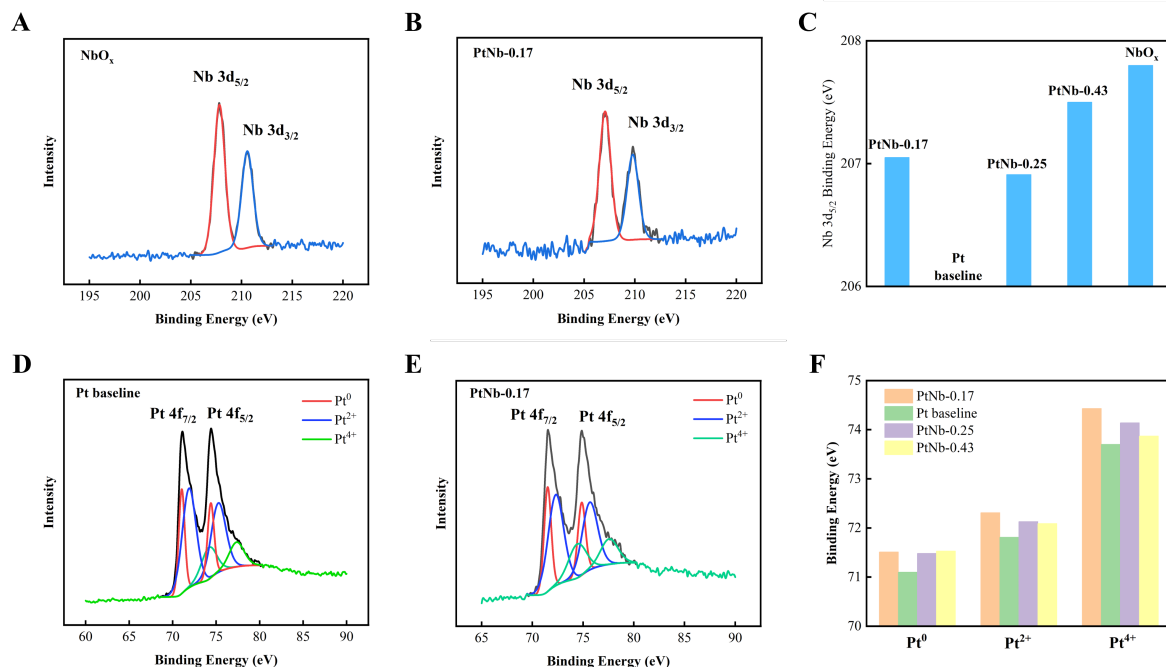 A
NbOₓ
Nb 3d₅/₂
Nb 3d₃/₂
Intensity
195 200 205 210 215 220
Binding Energy (eV)
B
PtNb-0.17
Nb 3d₅/₂
Nb 3d₃/₂
Intensity
195 200 205 210 215 220
Binding Energy (eV)
C
208
207
206
Nb 3d₅/₂ Binding Energy (eV)
PtNb-0.17
Pt
baseline
PtNb-0.25
PtNb-0.43
NbOₓ
D
Pt baseline
Pt 4f₇/₂ Pt 4f₅/₂
Pt⁰
Pt²⁺
Pt⁴⁺
Intensity
60 65 70 75 80 85 90
Binding Energy (eV)
E
PtNb-0.17
Pt 4f₇/₂ Pt 4f₅/₂
Pt⁰
Pt²⁺
Pt⁴⁺
Intensity
65 70 75 80 85 90
Binding Energy (eV)
F
75
74
73
72
71
70
Binding Energy (eV)
PtNb-0.17
Pt baseline
PtNb-0.25
PtNb-0.43
Pt⁰ Pt²⁺ Pt⁴⁺